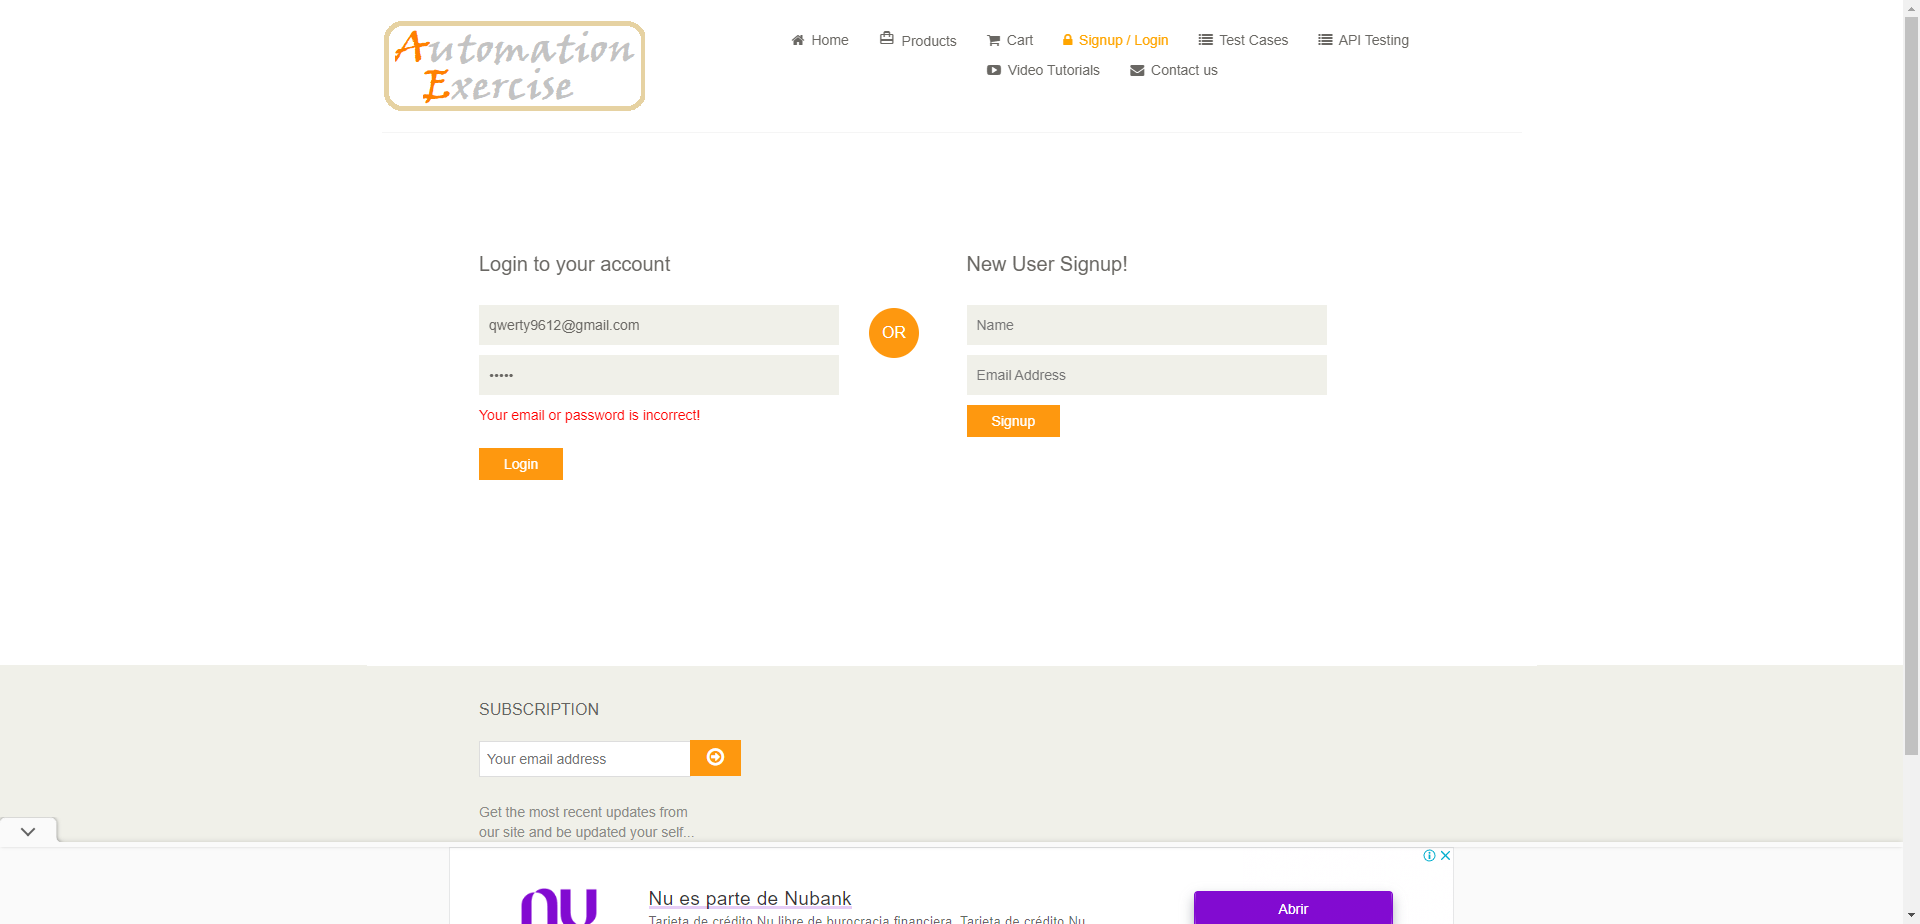 Automation
Exercise
Home
Products
Cart
Signup / Login
Test Cases
API Testing
Video Tutorials
Contact us
Login to your account
qwerty9612@gmail.com
•••••
Your email or password is incorrect!
Login
OR
New User Signup!
Name
Email Address
Signup
SUBSCRIPTION
Your email address
Get the most recent updates from
our site and be updated your self...
nu
Nu es parte de Nubank
Tarjeta de crédito Nu libre de burocracia financiera. Tarjeta de crédito Nu
Abrir